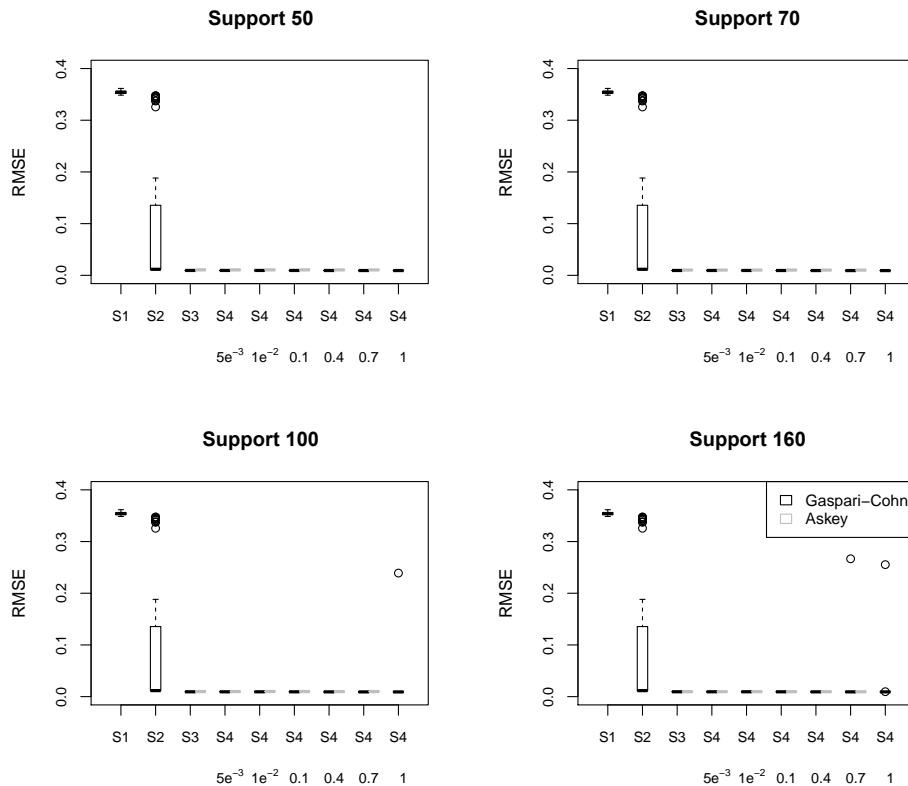 Support 50
RMSE
0.4
0.3
0.2
0.1
0.0
S1 S2 S3 S4 S4 S4 S4 S4 S4
5e⁻³ 1e⁻² 0.1 0.4 0.7 1
Support 70
RMSE
0.4
0.3
0.2
0.1
0.0
S1 S2 S3 S4 S4 S4 S4 S4 S4
5e⁻³ 1e⁻² 0.1 0.4 0.7 1
Support 100
RMSE
0.4
0.3
0.2
0.1
0.0
S1 S2 S3 S4 S4 S4 S4 S4 S4
5e⁻³ 1e⁻² 0.1 0.4 0.7 1
Support 160
RMSE
0.4
0.3
0.2
0.1
0.0
Gaspari−Cohn
Askey
S1 S2 S3 S4 S4 S4 S4 S4 S4
5e⁻³ 1e⁻² 0.1 0.4 0.7 1